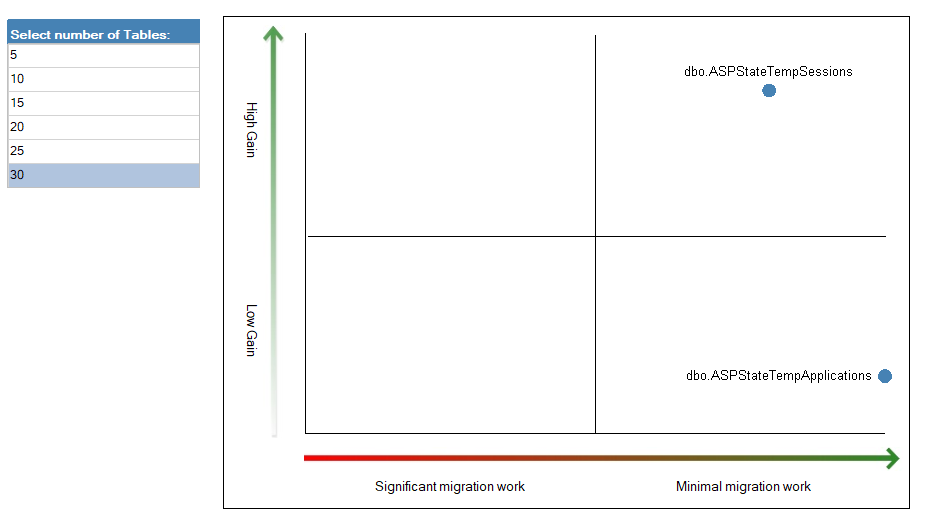 Select number of Tables:
5
10
15
20
25
30
High Gain
Low Gain
dbo.ASPStateTempSessions
dbo.ASPStateTempApplications
Significant migration work
Minimal migration work